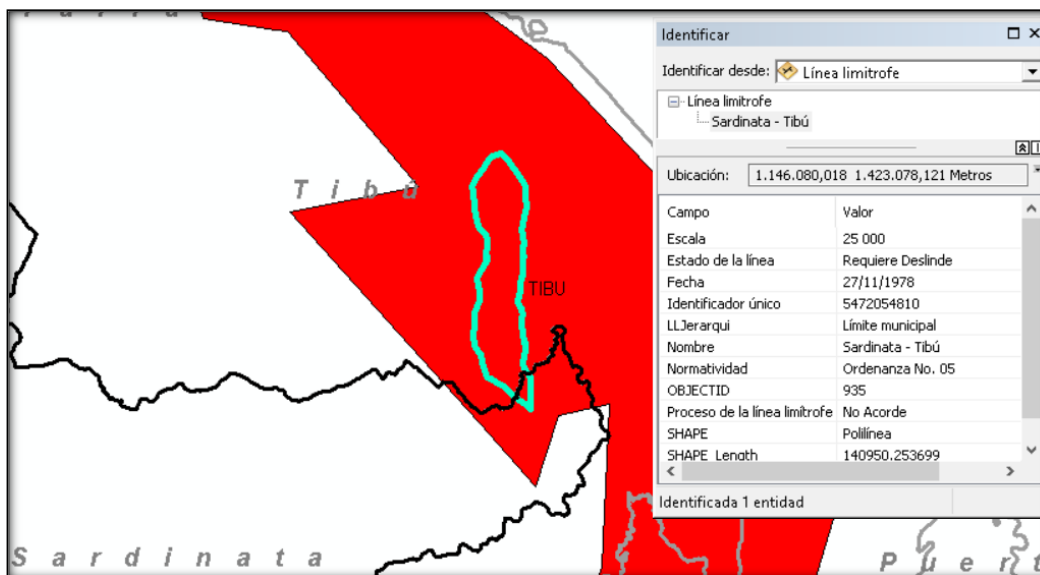 T i b ú
TIBU
S a r d i n a t a
P u e r t
Identificar
Identificar desde: Línea limitrofe
Línea limitrofe
Sardinata - Tibú
Ubicación: 1.146.080,018 1.423.078,121 Metros
Campo Valor
Escala 25 000
Estado de la línea Requiere Deslinde
Fecha 27/11/1978
Identificador único 5472054810
LLJerarqui Límite municipal
Nombre Sardinata - Tibú
Normatividad Ordenanza No. 05
OBJECTID 935
Proceso de la línea limítrofe No Acorde
SHAPE Polilínea
SHAPE_Length 140950.253699
Identificada 1 entidad